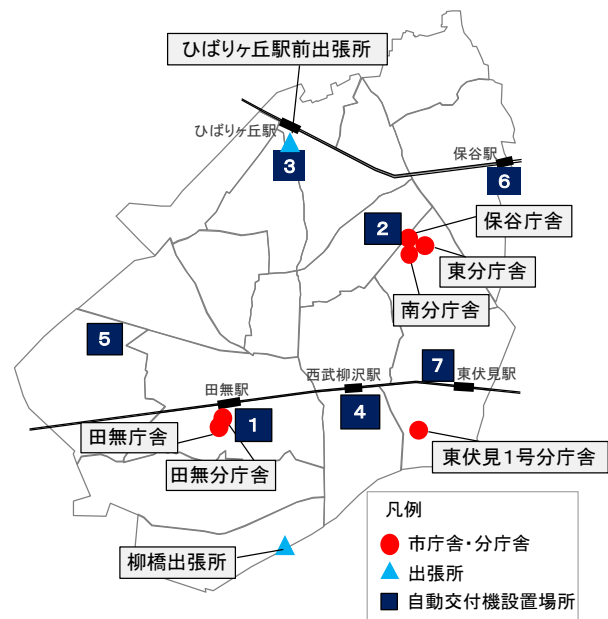 ひばりヶ丘駅前出張所
ひばりヶ丘駅
3
保谷駅
6
2
保谷庁舎
東分庁舎
南分庁舎
5
7
西武柳沢駅
東伏見駅
田無駅
4
1
田無庁舎
田無分庁舎
東伏見1号分庁舎
柳橋出張所
凡例
市庁舎・分庁舎
出張所
自動交付機設置場所